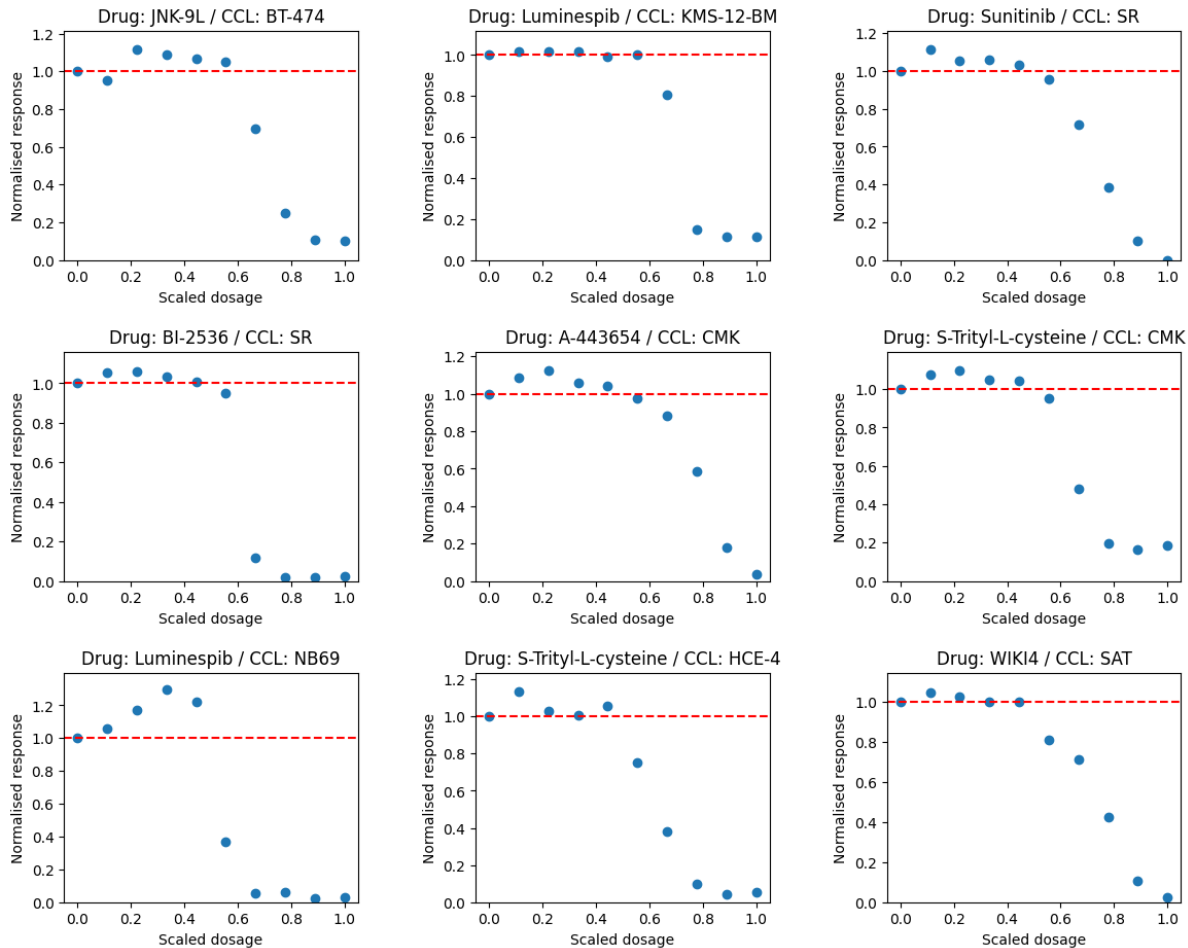 Drug: JNK-9L / CCL: BT-474
1.2
1.0
0.8
0.6
0.4
0.2
0.0
Normalised response
0.0 0.2 0.4 0.6 0.8 1.0
Scaled dosage
Drug: Luminespib / CCL: KMS-12-BM
1.0
0.8
0.6
0.4
0.2
0.0
Normalised response
0.0 0.2 0.4 0.6 0.8 1.0
Scaled dosage
Drug: Sunitinib / CCL: SR
1.2
1.0
0.8
0.6
0.4
0.2
0.0
Normalised response
0.0 0.2 0.4 0.6 0.8 1.0
Scaled dosage
Drug: BI-2536 / CCL: SR
1.0
0.8
0.6
0.4
0.2
0.0
Normalised response
0.0 0.2 0.4 0.6 0.8 1.0
Scaled dosage
Drug: A-443654 / CCL: CMK
1.2
1.0
0.8
0.6
0.4
0.2
0.0
Normalised response
0.0 0.2 0.4 0.6 0.8 1.0
Scaled dosage
Drug: S-Trityl-L-cysteine / CCL: CMK
1.0
0.8
0.6
0.4
0.2
0.0
Normalised response
0.0 0.2 0.4 0.6 0.8 1.0
Scaled dosage
Drug: Luminespib / CCL: NB69
1.2
1.0
0.8
0.6
0.4
0.2
0.0
Normalised response
0.0 0.2 0.4 0.6 0.8 1.0
Scaled dosage
Drug: S-Trityl-L-cysteine / CCL: HCE-4
1.2
1.0
0.8
0.6
0.4
0.2
0.0
Normalised response
0.0 0.2 0.4 0.6 0.8 1.0
Scaled dosage
Drug: WIKI4 / CCL: SAT
1.0
0.8
0.6
0.4
0.2
0.0
Normalised response
0.0 0.2 0.4 0.6 0.8 1.0
Scaled dosage